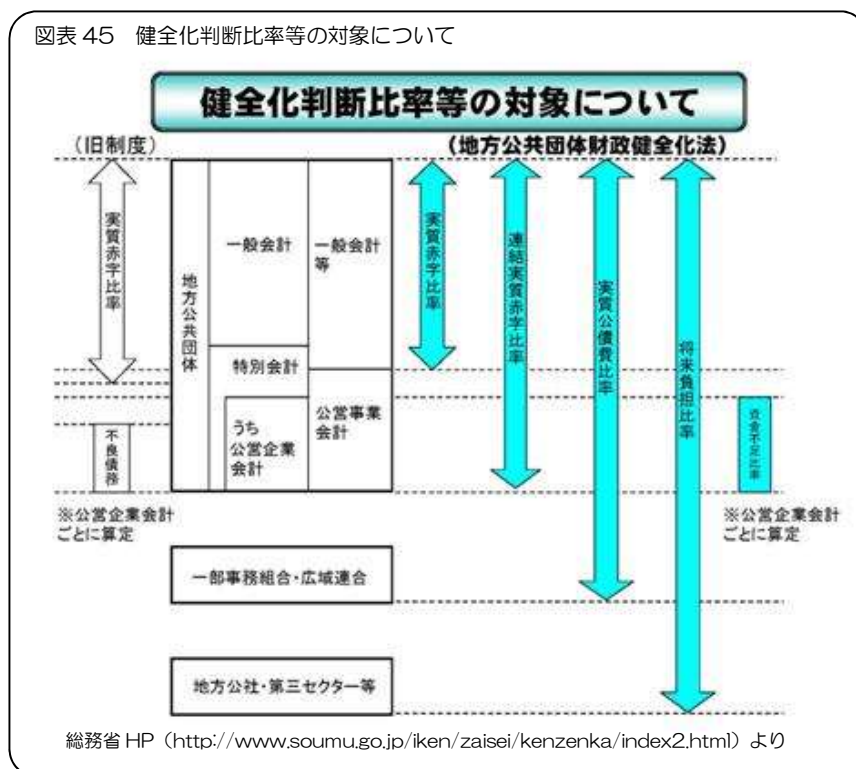 図表 45 健全化判断比率等の対象について
健全化判断比率等の対象について
(旧制度)
(地方公共団体財政健全化法)
実質赤字比率
不良債務
※公営企業会計
ごとに算定
地方公共団体
一般会計
特別会計
うち
公営企業
会計
一般会計
等
公営事業
会計
実質赤字比率
連結実質赤字比率
実質公債費比率
将来負担比率
資金不足比率
※公営企業会計
ごとに算定
一部事務組合・広域連合
地方公社・第三セクター等
総務省 HP(http://www.soumu.go.jp/iken/zaisei/kenzenka/index2.html)より